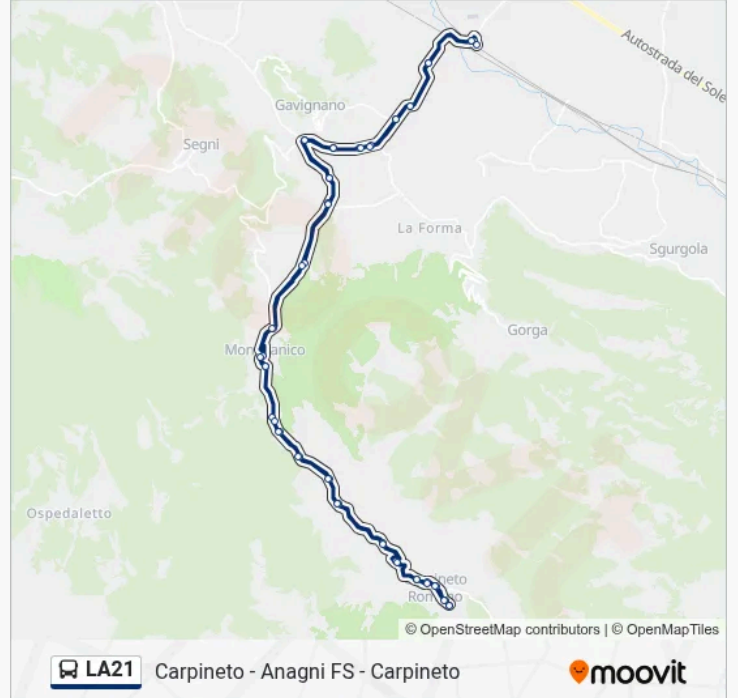 Autostrada del Sole
Gavignano
Segni
La Forma
Sgurgola
Gorga
Ospedaletto
© OpenStreetMap contributors | © OpenMapTiles
LA21 Carpineto - Anagni FS - Carpineto
moovit